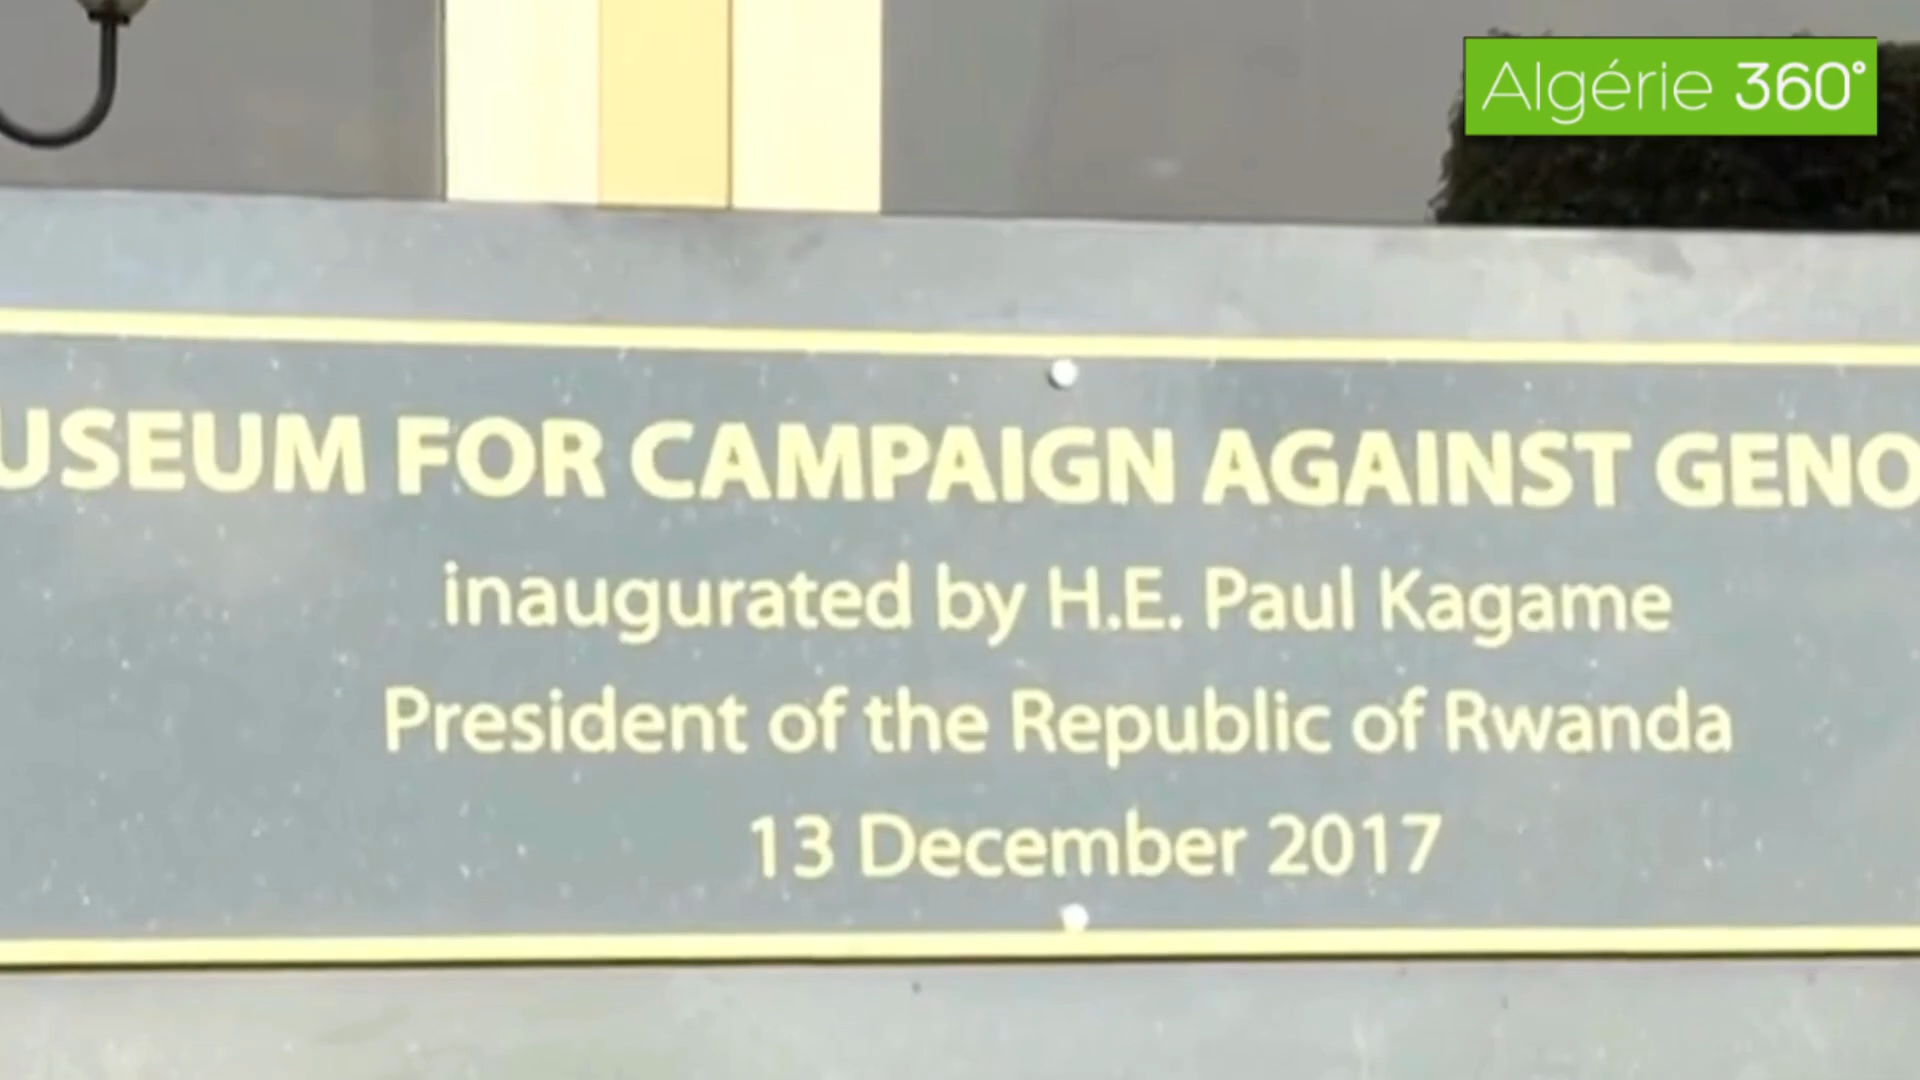 Algérie 360°
USEUM FOR CAMPAIGN AGAINST GENO
inaugurated by H.E. Paul Kagame
President of the Republic of Rwanda
13 December 2017